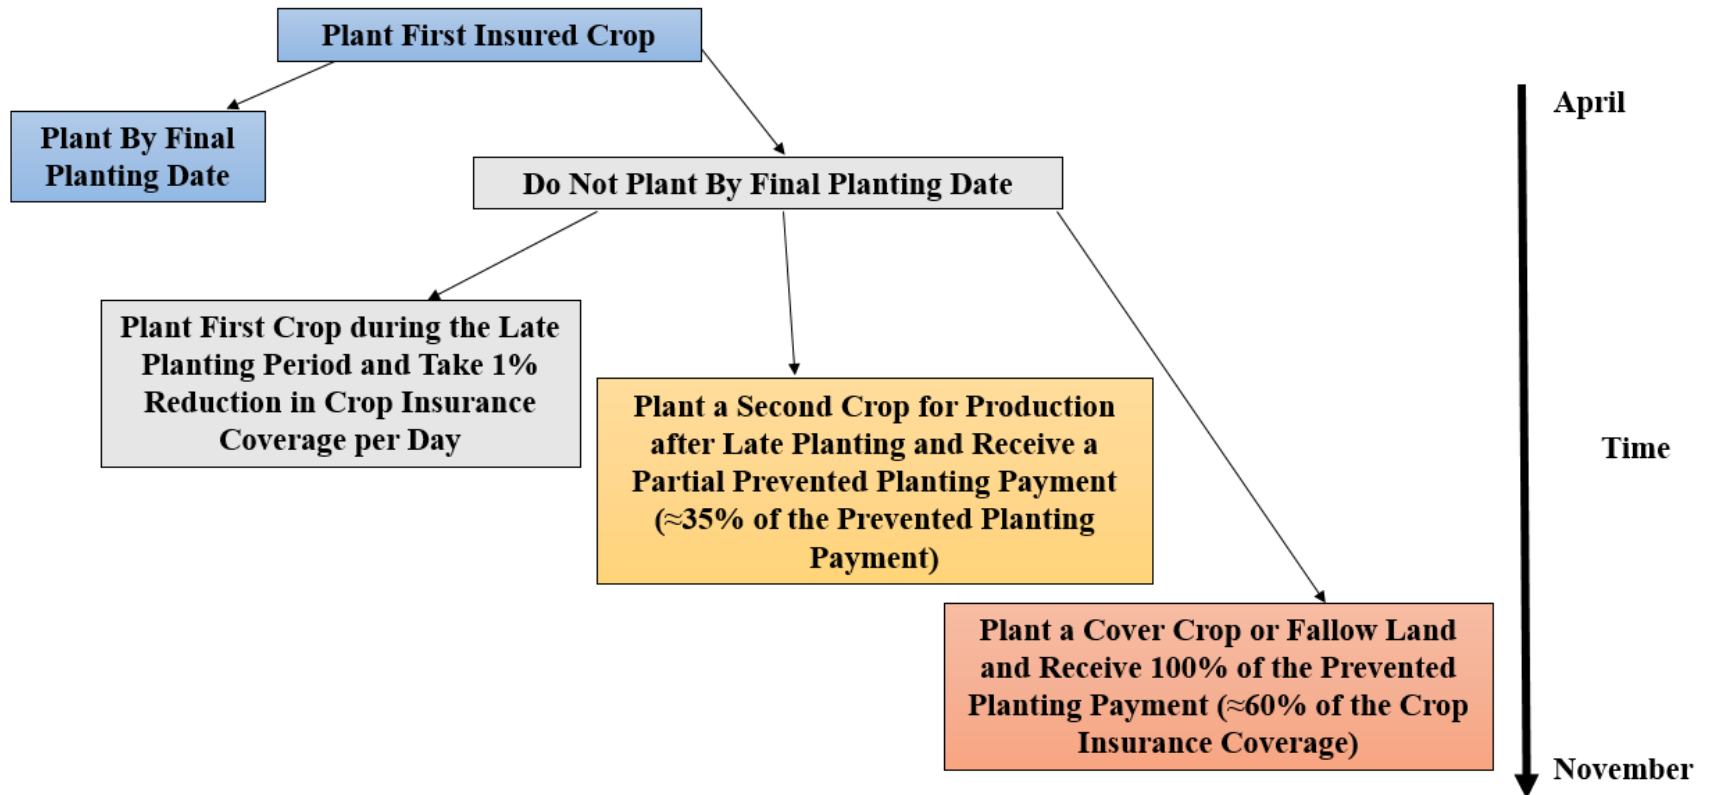 Plant First Insured Crop
April
Plant By Final
Planting Date
Do Not Plant By Final Planting Date
Plant First Crop during the Late
Planting Period and Take 1%
Reduction in Crop Insurance
Coverage per Day
Plant a Second Crop for Production
after Late Planting and Receive a
Partial Prevented Planting Payment
(≈35% of the Prevented Planting
Payment)
Time
Plant a Cover Crop or Fallow Land
and Receive 100% of the Prevented
Planting Payment (≈60% of the Crop
Insurance Coverage)
November